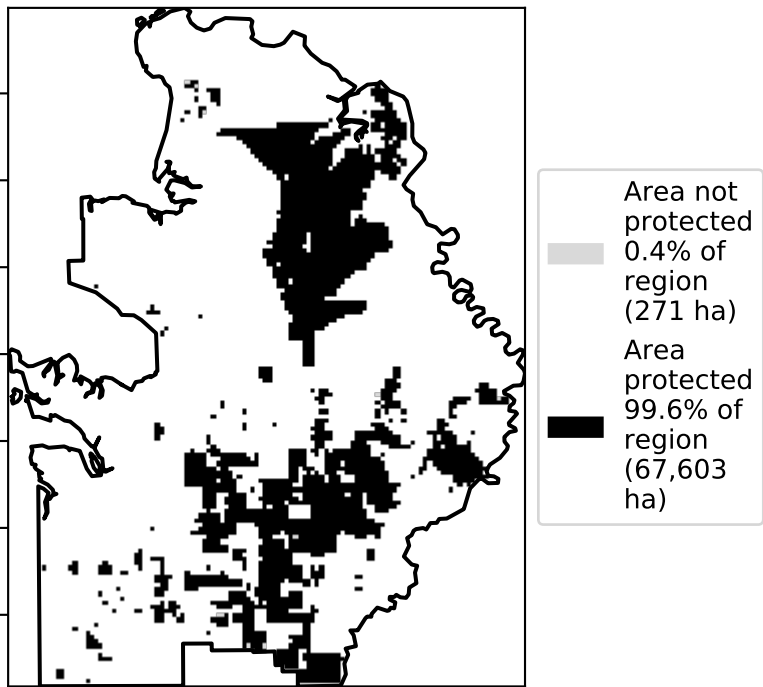 Area not
protected
0.4% of
region
(271 ha)
Area
protected
99.6% of
region
(67,603
ha)